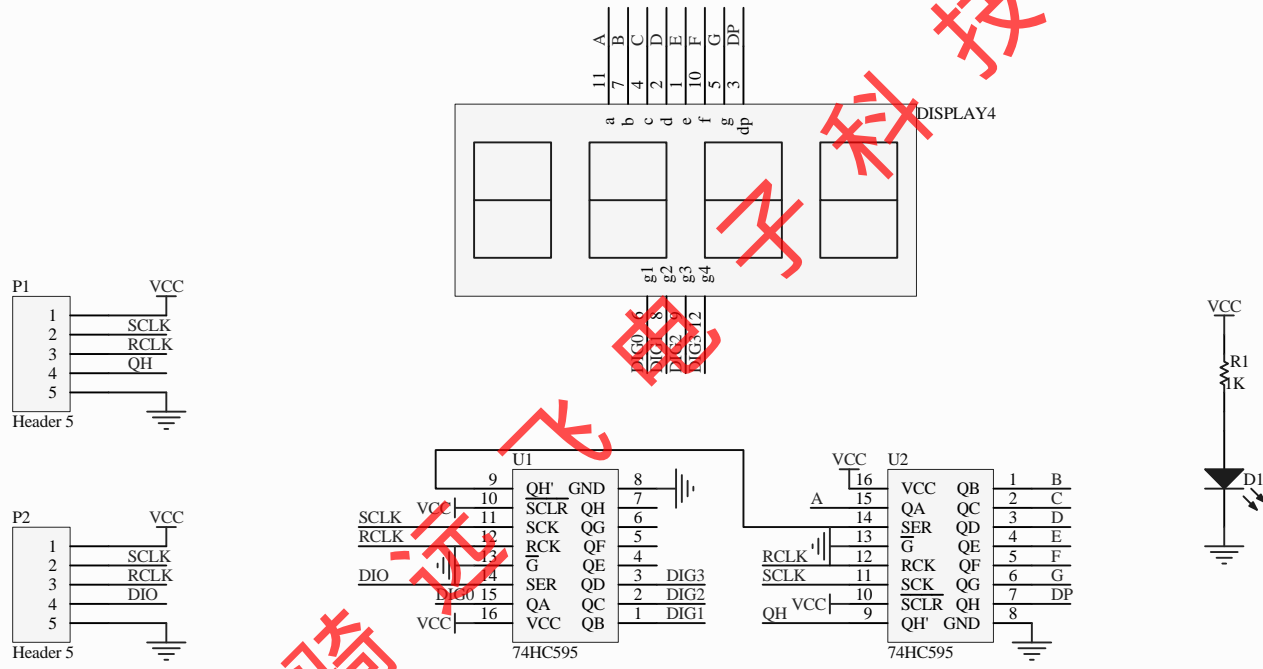 A B C D E F G DP
11 7 4 2 1 10 5 3
a b c d e f g dp
DISPLAY4
g1 g2 g3 g4
6 8 9 12
DIG0 DIG1 DIG2 DIG3
P1
VCC
1
2 SCLK
3 RCLK
4 QH
5
Header 5
P2
VCC
1
2 SCLK
3 RCLK
4 DIO
5
Header 5
U1
9 QH' GND 8
VCC 10 SCLR QH 7
SCLK 11 SCK QG 6
RCLK 12 RCK QF 5
13 G QE 4
DIO 14 SER QD 3 DIG3
DIG0 15 QA QC 2 DIG2
VCC 16 VCC QB 1 DIG1
74HC595
U2
VCC 16 VCC QB 1 B
A 15 QA QC 2 C
14 SER QD 3 D
13 G QE 4 E
RCLK 12 RCK QF 5 F
SCLK 11 SCK QG 6 G
VCC 10 SCLR QH 7 DP
QH 9 QH' GND 8
74HC595
VCC
R1
1K
D1
骑远飞电子科技